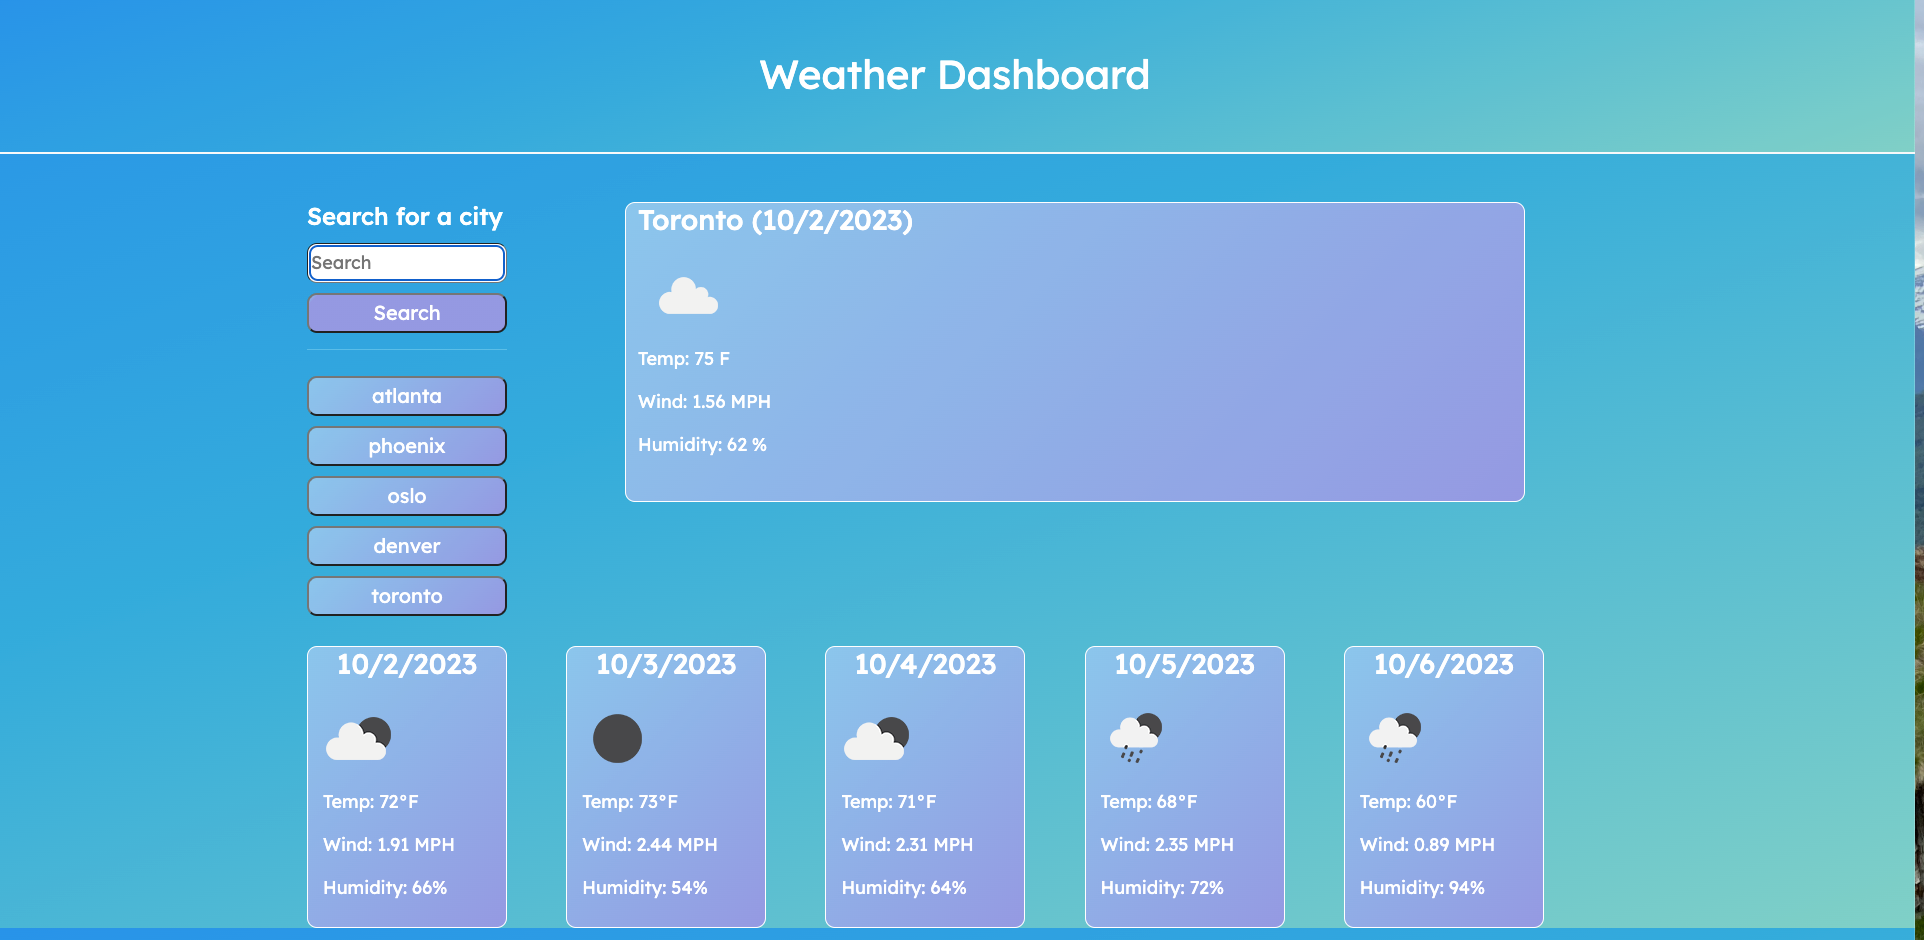 Weather Dashboard
Search for a city
Search
Search
atlanta
phoenix
oslo
denver
toronto
Toronto (10/2/2023)
Temp: 75 F
Wind: 1.56 MPH
Humidity: 62 %
10/2/2023
Temp: 72°F
Wind: 1.91 MPH
Humidity: 66%
10/3/2023
Temp: 73°F
Wind: 2.44 MPH
Humidity: 54%
10/4/2023
Temp: 71°F
Wind: 2.31 MPH
Humidity: 64%
10/5/2023
Temp: 68°F
Wind: 2.35 MPH
Humidity: 72%
10/6/2023
Temp: 60°F
Wind: 0.89 MPH
Humidity: 94%